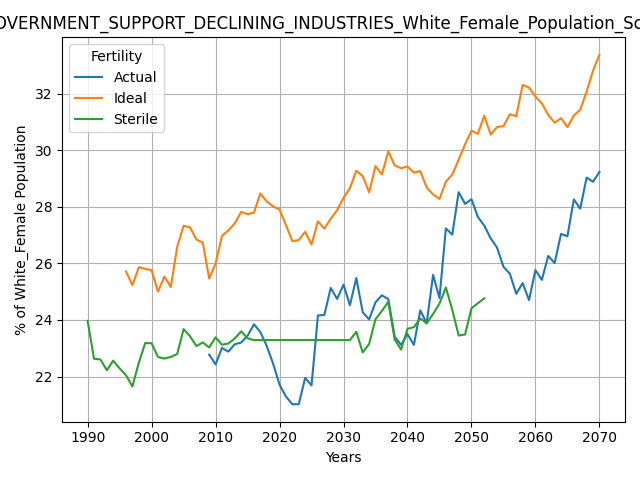 OVERNMENT_SUPPORT_DECLINING_INDUSTRIES_White_Female_Population_Sc
Fertility
Actual
Ideal
Sterile
% of White_Female Population
32
30
28
26
24
22
1990 2000 2010 2020 2030 2040 2050 2060 2070
Years